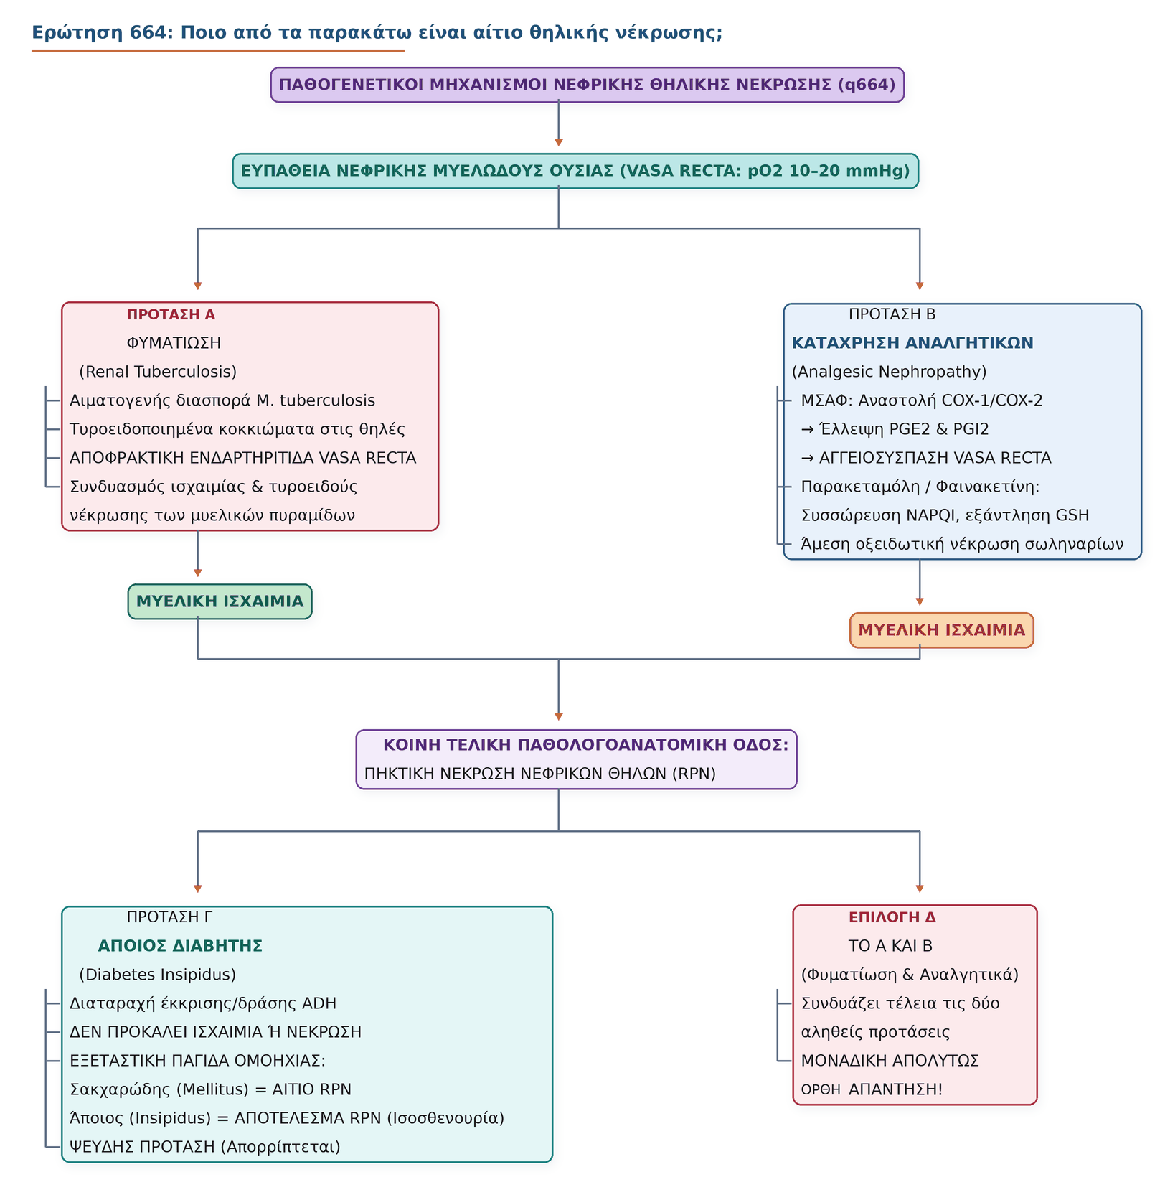 Ερώτηση 664: Ποιο από τα παρακάτω είναι αίτιο θηλικής νέκρωσης;
ΠΑΘΟΓΕΝΕΤΙΚΟΙ ΜΗΧΑΝΙΣΜΟΙ ΝΕΦΡΙΚΗΣ ΘΗΛΙΚΗΣ ΝΕΚΡΩΣΗΣ (q664)
ΕΥΠΑΘΕΙΑ ΝΕΦΡΙΚΗΣ ΜΥΕΛΩΔΟΥΣ ΟΥΣΙΑΣ (VASA RECTA: pO2 10–20 mmHg)
ΠΡΟΤΑΣΗ Α
ΦΥΜΑΤΙΩΣΗ
(Renal Tuberculosis)
Αιματογενής διασπορά M. tuberculosis
Τυροειδοποιημένα κοκκιώματα στις θηλές
ΑΠΟΦΡΑΚΤΙΚΗ ΕΝΔΑΡΤΗΡΙΤΙΔΑ VASA RECTA
Συνδυασμός ισχαιμίας & τυροειδούς
νέκρωσης των μυελικών πυραμίδων
ΠΡΟΤΑΣΗ Β
ΚΑΤΑΧΡΗΣΗ ΑΝΑΛΓΗΤΙΚΩΝ
(Analgesic Nephropathy)
ΜΣΑΦ: Αναστολή COX-1/COX-2
→ Έλλειψη PGE2 & PGI2
→ ΑΓΓΕΙΟΣΥΣΠΑΣΗ VASA RECTA
Παρακεταμόλη / Φαινακετίνη:
Συσσώρευση NAPQI, εξάντληση GSH
Άμεση οξειδωτική νέκρωση σωληναρίων
ΜΥΕΛΙΚΗ ΙΣΧΑΙΜΙΑ
ΜΥΕΛΙΚΗ ΙΣΧΑΙΜΙΑ
ΚΟΙΝΗ ΤΕΛΙΚΗ ΠΑΘΟΛΟΓΟΑΝΑΤΟΜΙΚΗ ΟΔΟΣ:
ΠΗΚΤΙΚΗ ΝΕΚΡΩΣΗ ΝΕΦΡΙΚΩΝ ΘΗΛΩΝ (RPN)
ΠΡΟΤΑΣΗ Γ
ΑΠΟΙΟΣ ΔΙΑΒΗΤΗΣ
(Diabetes Insipidus)
Διαταραχή έκκρισης/δράσης ADH
ΔΕΝ ΠΡΟΚΑΛΕΙ ΙΣΧΑΙΜΙΑ Ή ΝΕΚΡΩΣΗ
ΕΞΕΤΑΣΤΙΚΗ ΠΑΓΙΔΑ ΟΜΟΗΧΙΑΣ:
Σακχαρώδης (Mellitus) = ΑΙΤΙΟ RPN
Άποιος (Insipidus) = ΑΠΟΤΕΛΕΣΜΑ RPN (Ισοσθενουρία)
ΨΕΥΔΗΣ ΠΡΟΤΑΣΗ (Απορρίπτεται)
ΕΠΙΛΟΓΗ Δ
ΤΟ Α ΚΑΙ Β
(Φυματίωση & Αναλγητικά)
Συνδυάζει τέλεια τις δύο
αληθείς προτάσεις
ΜΟΝΑΔΙΚΗ ΑΠΟΛΥΤΩΣ
ΟΡΘΗ ΑΠΑΝΤΗΣΗ!